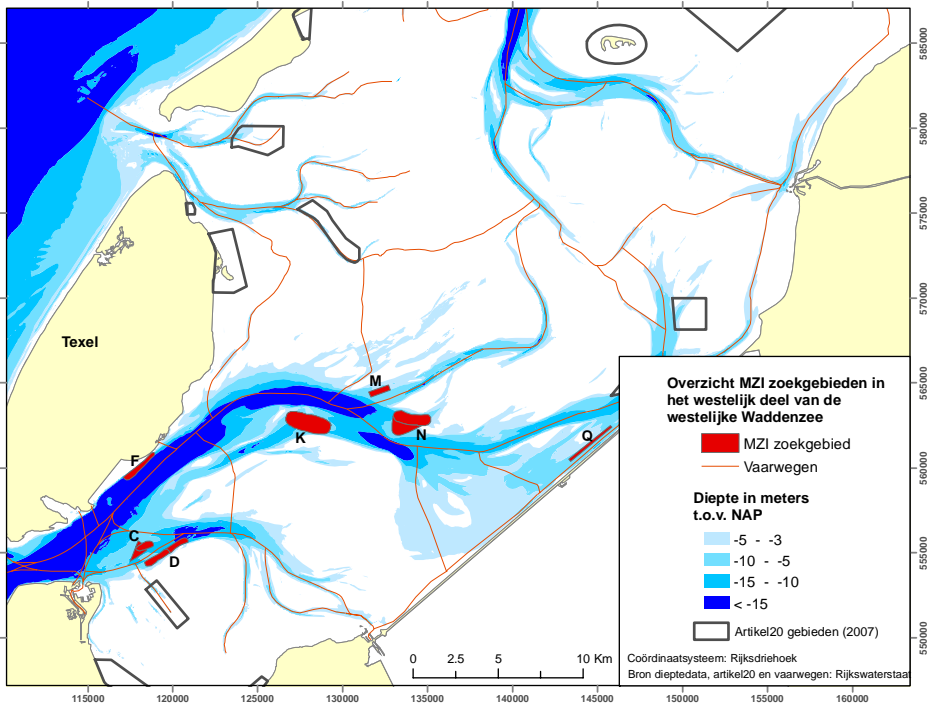 585000
580000
575000
570000
565000
560000
555000
550000
Texel
M
K
N
Q
F
C
D
Overzicht MZI zoekgebieden in
het westelijk deel van de
westelijke Waddenzee
MZI zoekgebied
Vaarwegen
Diepte in meters
t.o.v. NAP
-5 - -3
-10 - -5
-15 - -10
< -15
Artikel20 gebieden (2007)
Coördinaatsysteem: Rijksdriehoek
Bron dieptedata, artikel20 en vaarwegen: Rijkswaterstaat
0 2.5 5 10 Km
115000 120000 125000 130000 135000 140000 145000 150000 155000 160000